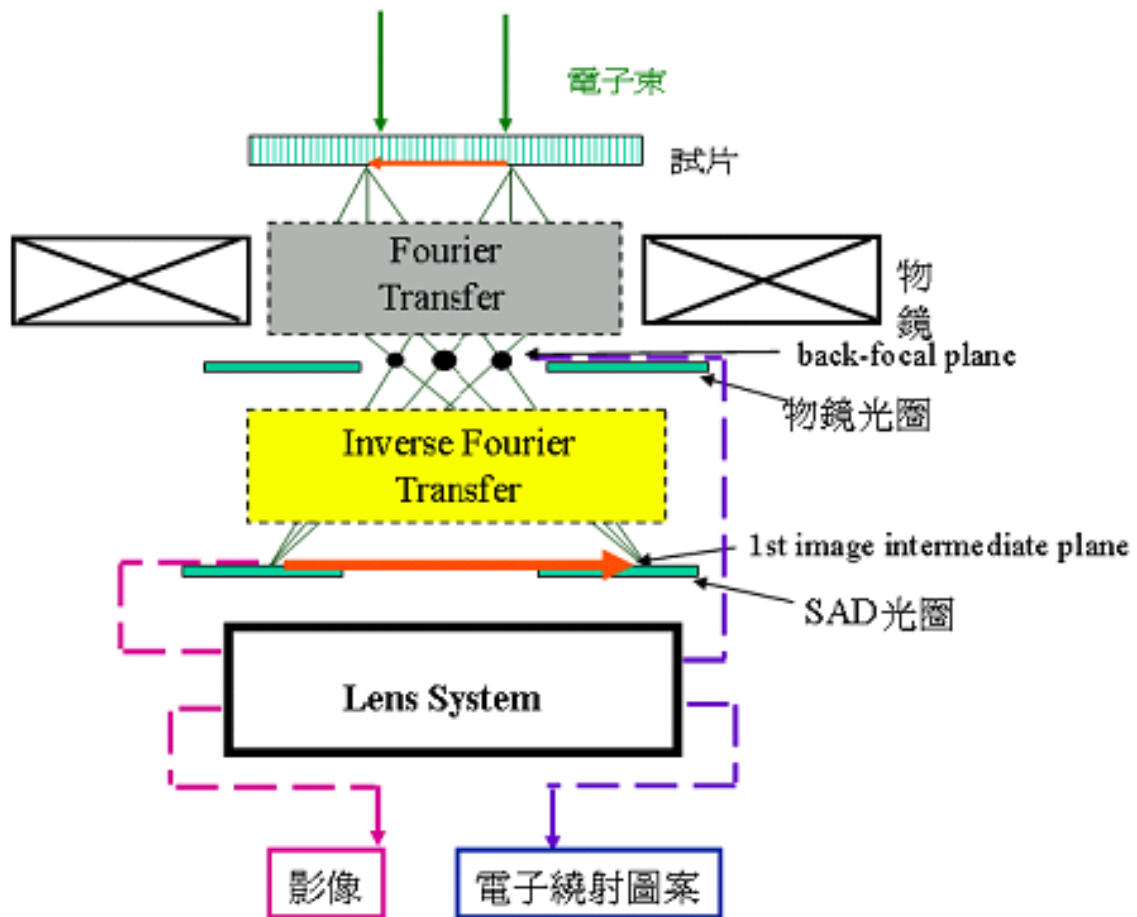 電子束
試片
Fourier
Transfer
物
鏡
back-focal plane
物鏡光圈
Inverse Fourier
Transfer
1st image intermediate plane
SAD光圈
Lens System
影像
電子繞射圖案